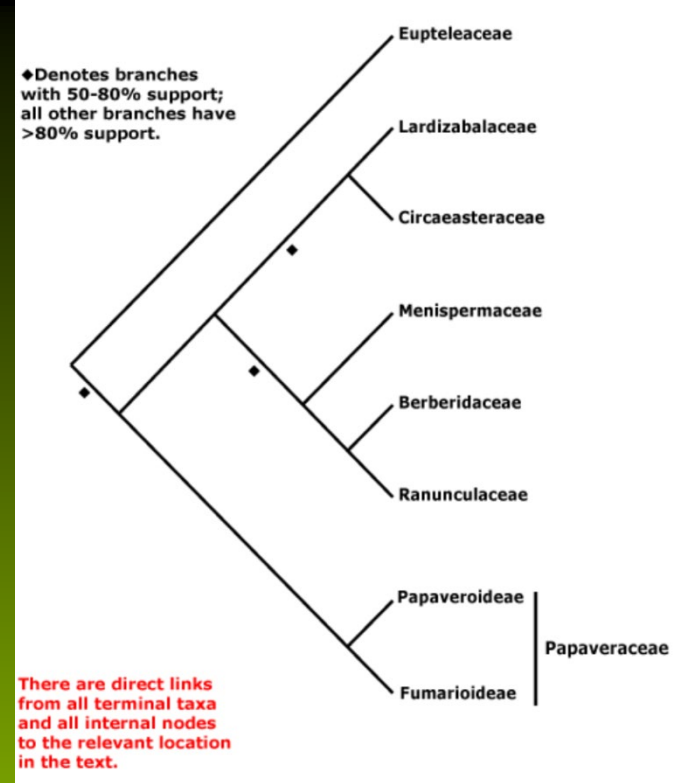 Eupteleaceae
◆Denotes branches
with 50-80% support;
all other branches have
>80% support.
Lardizabalaceae
Circaeasteraceae
Menispermaceae
Berberidaceae
Ranunculaceae
Papaveroideae
Papaveraceae
Fumarioideae
There are direct links
from all terminal taxa
and all internal nodes
to the relevant location
in the text.